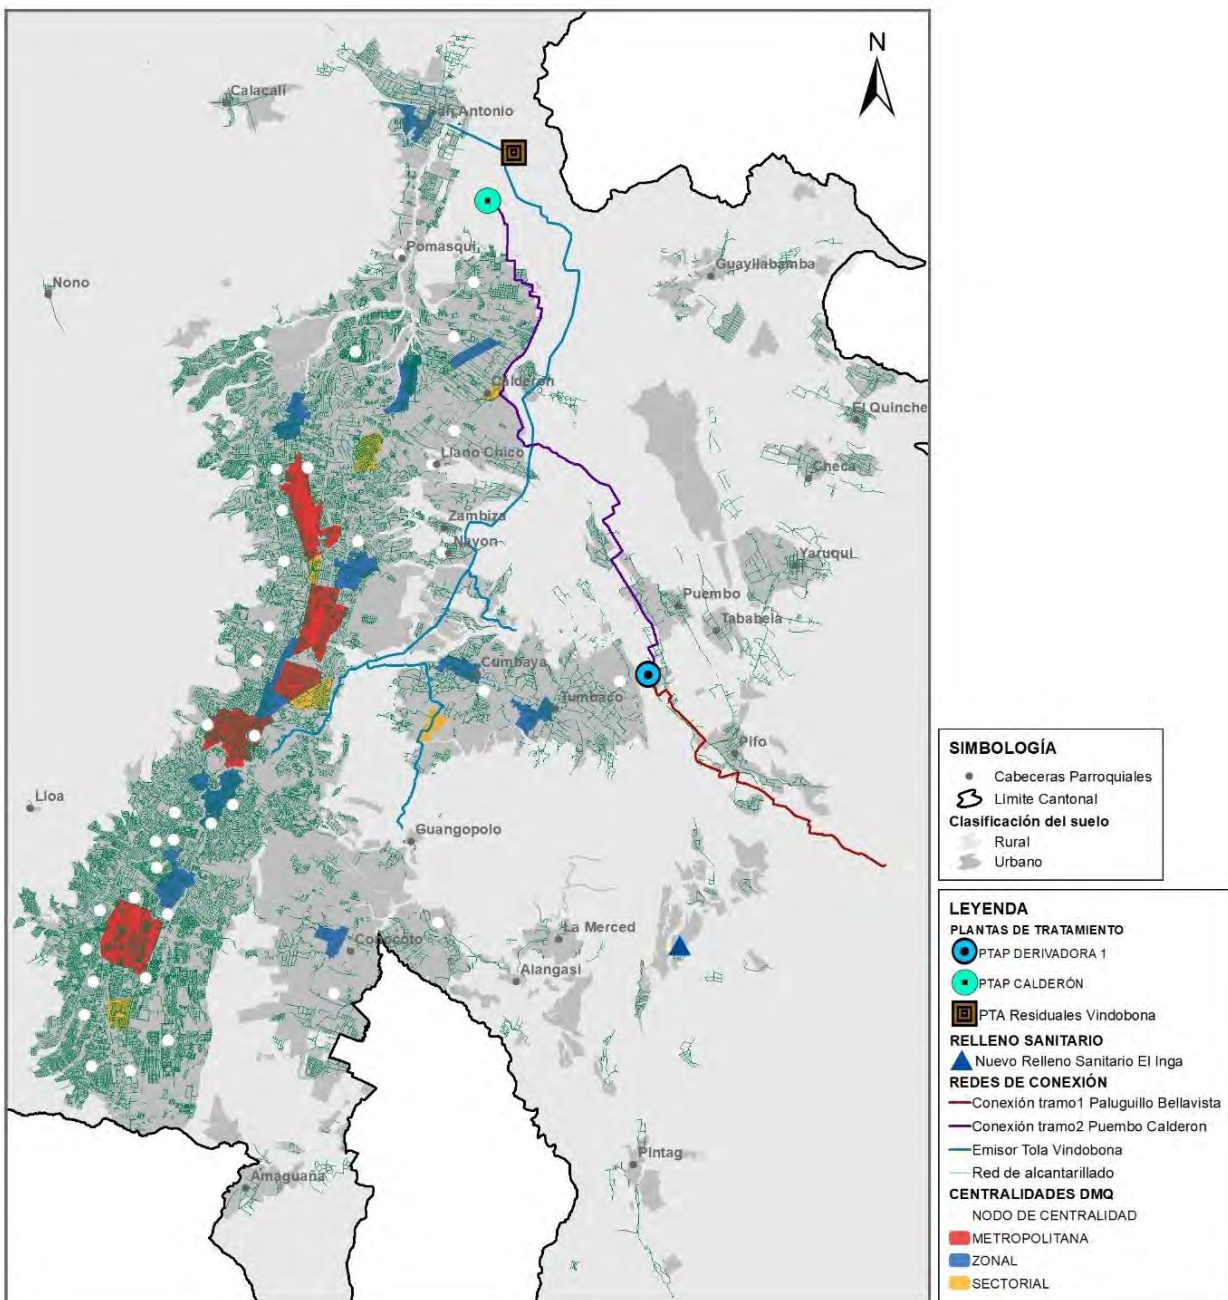 N
Calacali
San Antonio
Pomasqui
Nono
Guayllabamba
Calderon
El Quinche
Llano Chico
Checa
Zambiza
Nayon
Yaruqui
Puembo
Tababela
Cumbaya
Tumbaco
Pifo
Lloa
Guangopolo
La Merced
Conocoto
Alangasi
Pintag
Amaguaña
SIMBOLOGÍA
Cabeceras Parroquiales
Límite Cantonal
Clasificación del suelo
Rural
Urbano
LEYENDA
PLANTAS DE TRATAMIENTO
PTAP DERIVADORA 1
PTAP CALDERÓN
PTA Residuales Vindobona
RELLENO SANITARIO
Nuevo Relleno Sanitario El Inga
REDES DE CONEXIÓN
Conexión tramo1 Paluguillo Bellavista
Conexión tramo2 Puembo Calderon
Emisor Tola Vindobona
Red de alcantarillado
CENTRALIDADES DMQ
NODO DE CENTRALIDAD
METROPOLITANA
ZONAL
SECTORIAL